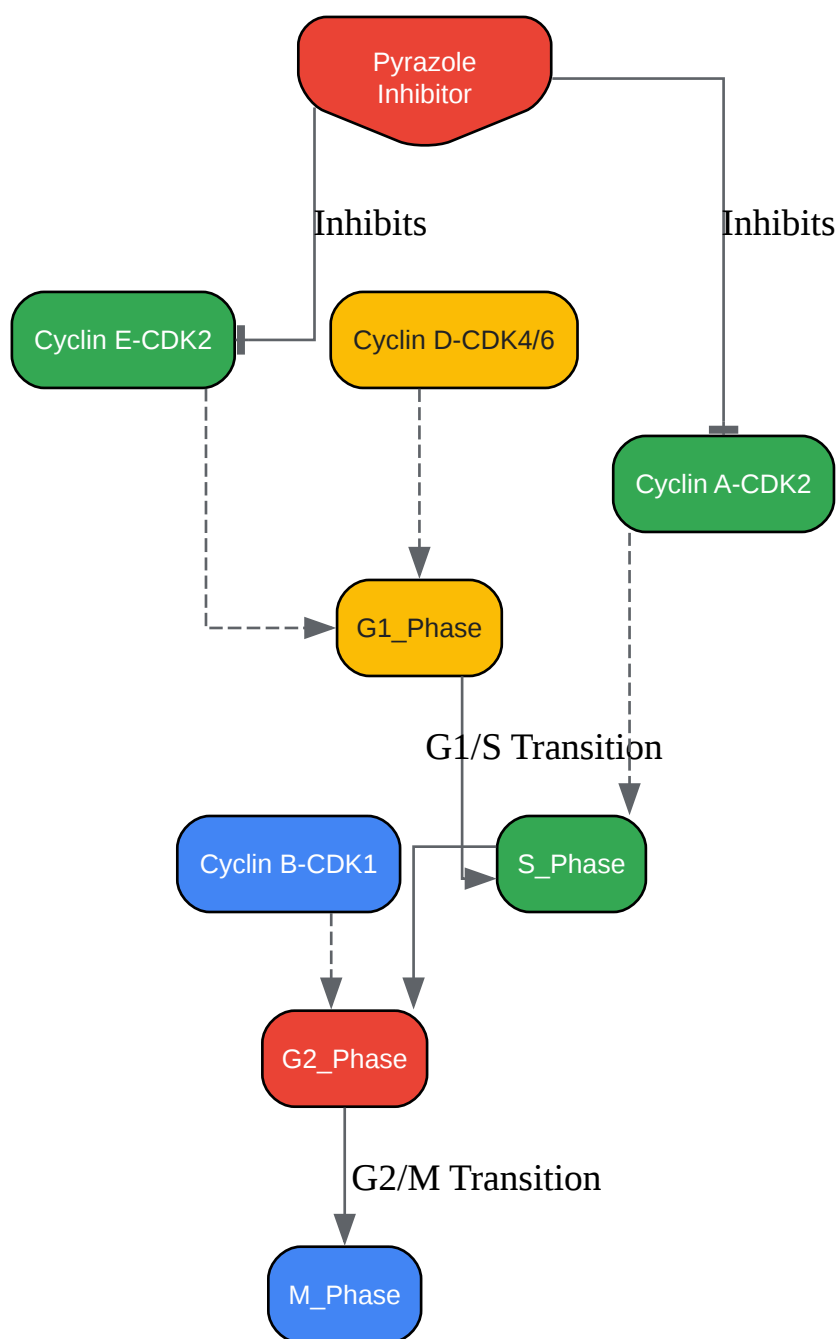 Pyrazole
Inhibitor
Inhibits
Inhibits
Cyclin E-CDK2
Cyclin D-CDK4/6
Cyclin A-CDK2
G1_Phase
G1/S Transition
Cyclin B-CDK1
S_Phase
G2_Phase
G2/M Transition
M_Phase